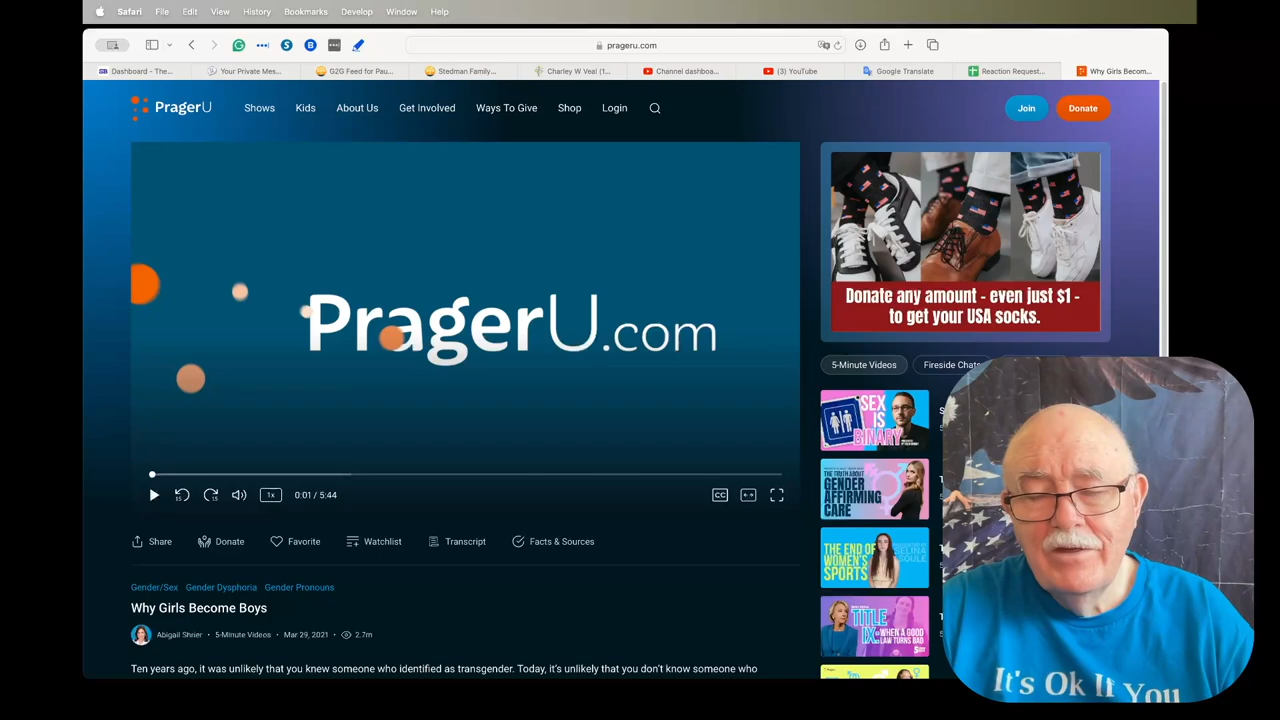 Safari File Edit View History Bookmarks Develop Window Help
prageru.com
Dashboard - The... Your Private Mes... G2G Feed for Pau... Stedman Family... Charley W Veal (1... Channel dashboa... (3) YouTube Google Translate Reaction Request... Why Girls Becom...
PragerU Shows Kids About Us Get Involved Ways To Give Shop Login Join Donate
PragerU.com
Donate any amount - even just $1 -
to get your USA socks.
5-Minute Videos Fireside Chats
SEX
IS
BINARY
THE TRUTH ABOUT
GENDER
AFFIRMING
CARE
THE END
OF
WOMEN'S
SPORTS
PRESENTED BY SELINA
SOULE
TITLE
IX:
WHEN A GOOD
LAW TURNS BAD
15 15 1x 0:01 / 5:44 CC
Share Donate Favorite Watchlist Transcript Facts & Sources
Gender/Sex Gender Dysphoria Gender Pronouns
Why Girls Become Boys
Abigail Shrier • 5-Minute Videos • Mar 29, 2021 • 2.7m
Ten years ago, it was unlikely that you knew someone who identified as transgender. Today, it's unlikely that you don't know someone who
It's Ok If You